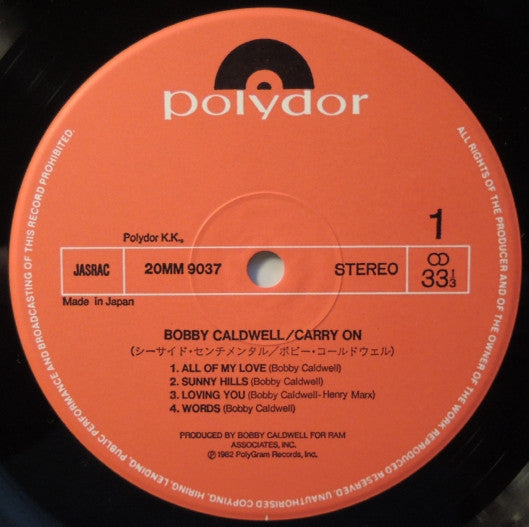 polydor
Polydor K.K.
1
JASRAC
20MM 9037
STEREO
33 1/3
Made in Japan
BOBBY CALDWELL/CARRY ON
(シーサイド・センチメンタル/ボビー・コールドウェル)
1. ALL OF MY LOVE (Bobby Caldwell)
2. SUNNY HILLS (Bobby Caldwell)
3. LOVING YOU (Bobby Caldwell-Henry Marx)
4. WORDS (Bobby Caldwell)
PRODUCED BY BOBBY CALDWELL FOR RAM
ASSOCIATES, INC.
Ⓟ 1982 PolyGram Records, Inc.
ALL RIGHTS OF THE PRODUCER AND OF THE OWNER OF THE WORK REPRODUCED RESERVED. UNAUTHORISED COPYING, HIRING, LENDING, PUBLIC PERFORMANCE AND BROADCASTING OF THIS RECORD PROHIBITED.